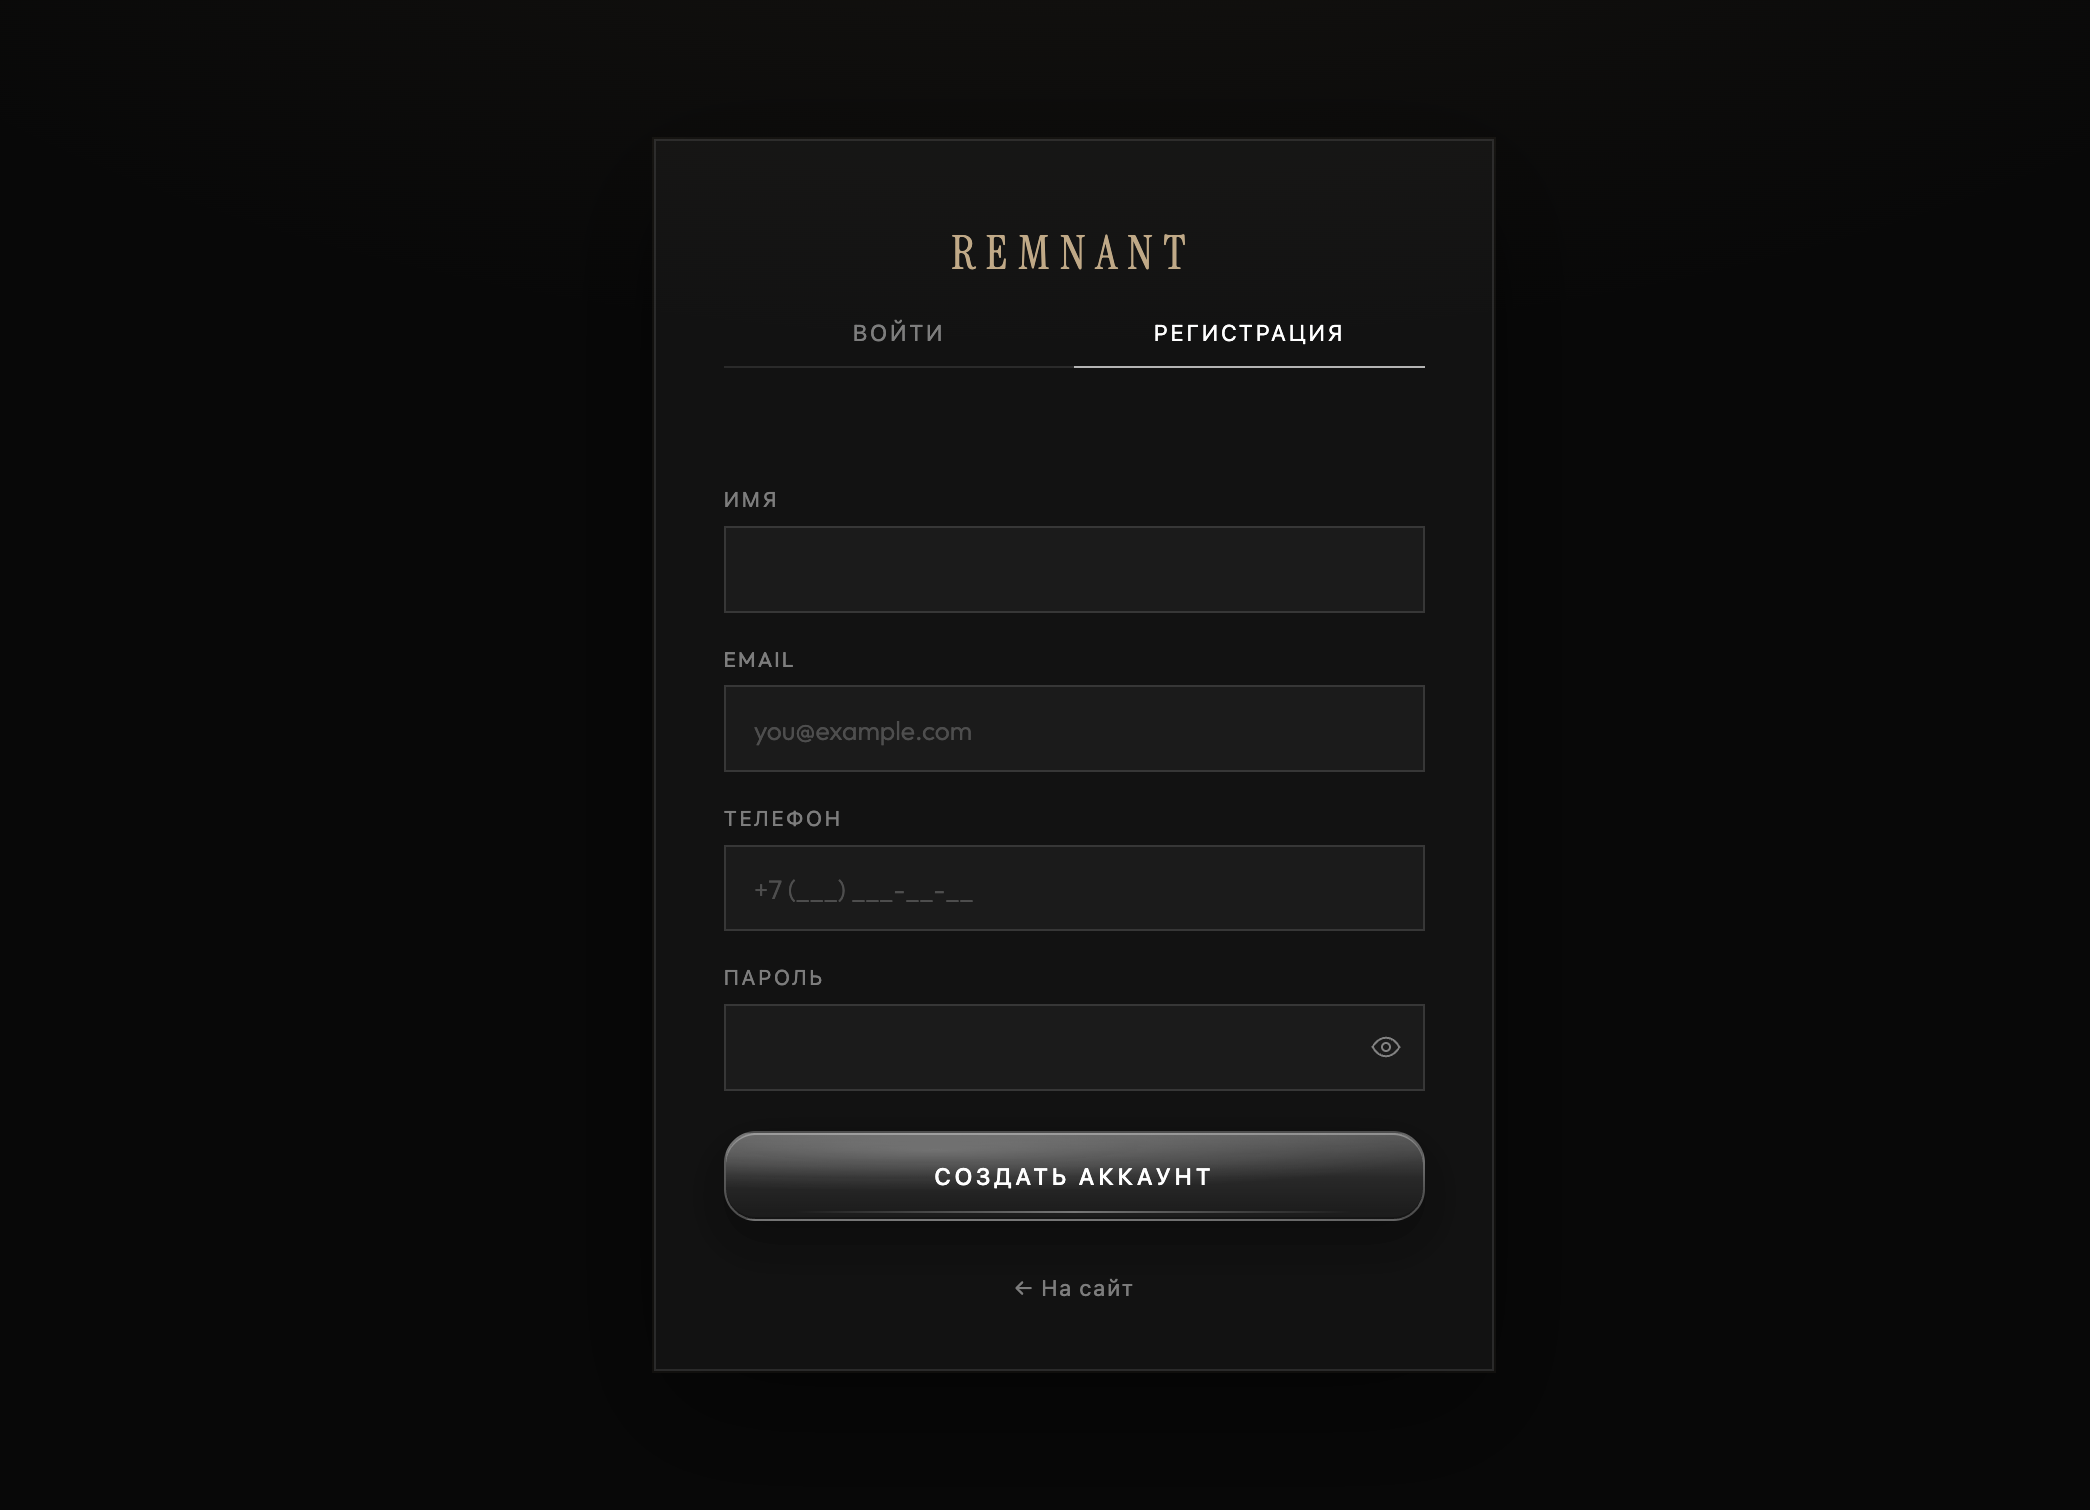 REMNANT
ВОЙТИ РЕГИСТРАЦИЯ
ИМЯ
EMAIL
you@example.com
ТЕЛЕФОН
+7 (___) ___-__-__
ПАРОЛЬ
СОЗДАТЬ АККАУНТ
← На сайт